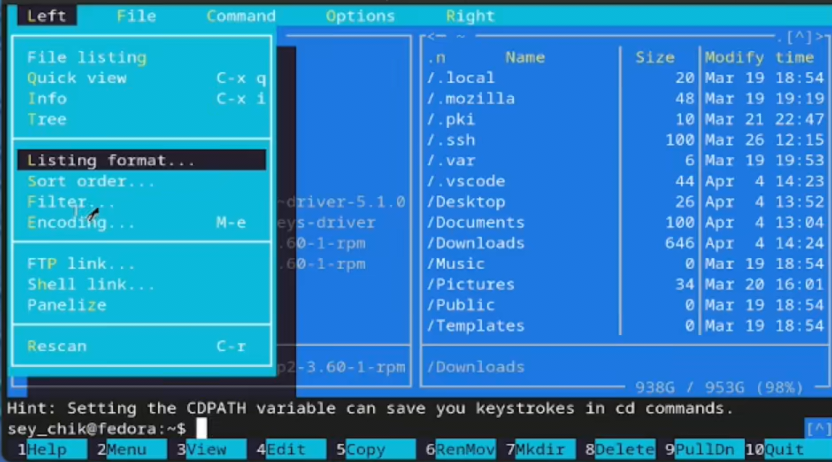 Left File Command Options Right
<— ~ .[^]>
File listing
Quick view C-x q
Info C-x i
Tree
Listing format...
Sort order...
Filter...
Encoding... M-e
FTP link...
Shell link...
Panelize
Rescan C-r
~driver-5.1.0
eys-driver
.60-1-rpm
.60-1-rpm
p2-3.60-1-rpm
.n Name Size Modify time
/.local 20 Mar 19 18:54
/.mozilla 48 Mar 19 19:19
/.pki 10 Mar 21 22:47
/.ssh 100 Mar 26 12:15
/.var 6 Mar 19 19:53
/.vscode 44 Apr 4 14:23
/Desktop 26 Apr 4 13:52
/Documents 100 Apr 4 13:04
/Downloads 646 Apr 4 14:24
/Music 0 Mar 19 18:54
/Pictures 34 Mar 20 16:01
/Public 0 Mar 19 18:54
/Templates 0 Mar 19 18:54
/Downloads
938G / 953G (98%)
Hint: Setting the CDPATH variable can save you keystrokes in cd commands.
sey_chik@fedora:~$ [^]
1Help 2Menu 3View 4Edit 5Copy 6RenMov 7Mkdir 8Delete 9PullDn 10Quit